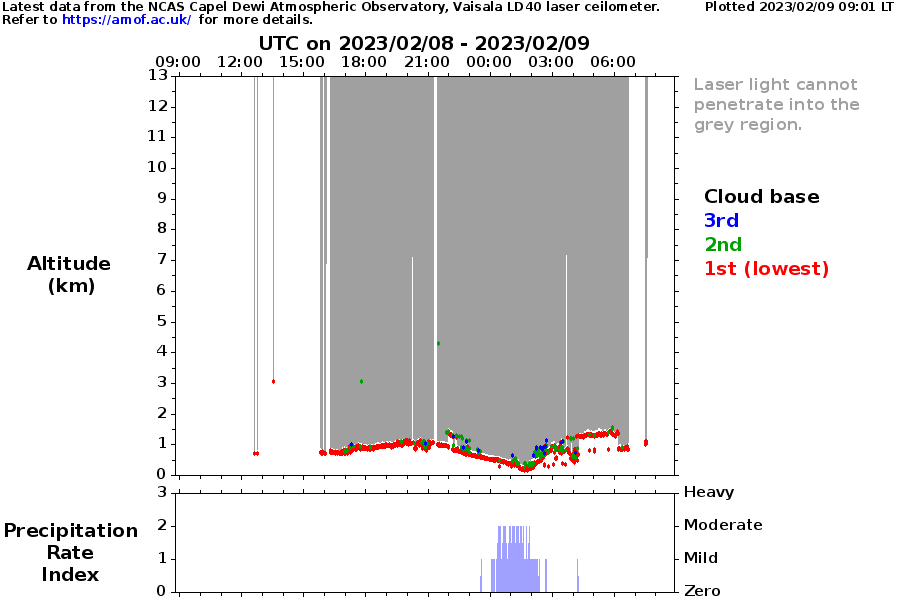 Latest data from the NCAS Capel Dewi Atmospheric Observatory, Vaisala LD40 laser ceilometer. Plotted 2023/02/09 09:01 LT
Refer to https://amof.ac.uk/ for more details.
UTC on 2023/02/08 - 2023/02/09
09:00 12:00 15:00 18:00 21:00 00:00 03:00 06:00
13
12
11
10
9
8
7
6
5
4
3
2
1
0
Altitude
(km)
Laser light cannot
penetrate into the
grey region.
Cloud base
3rd
2nd
1st (lowest)
3 Heavy
2 Moderate
1 Mild
0 Zero
Precipitation
Rate
Index